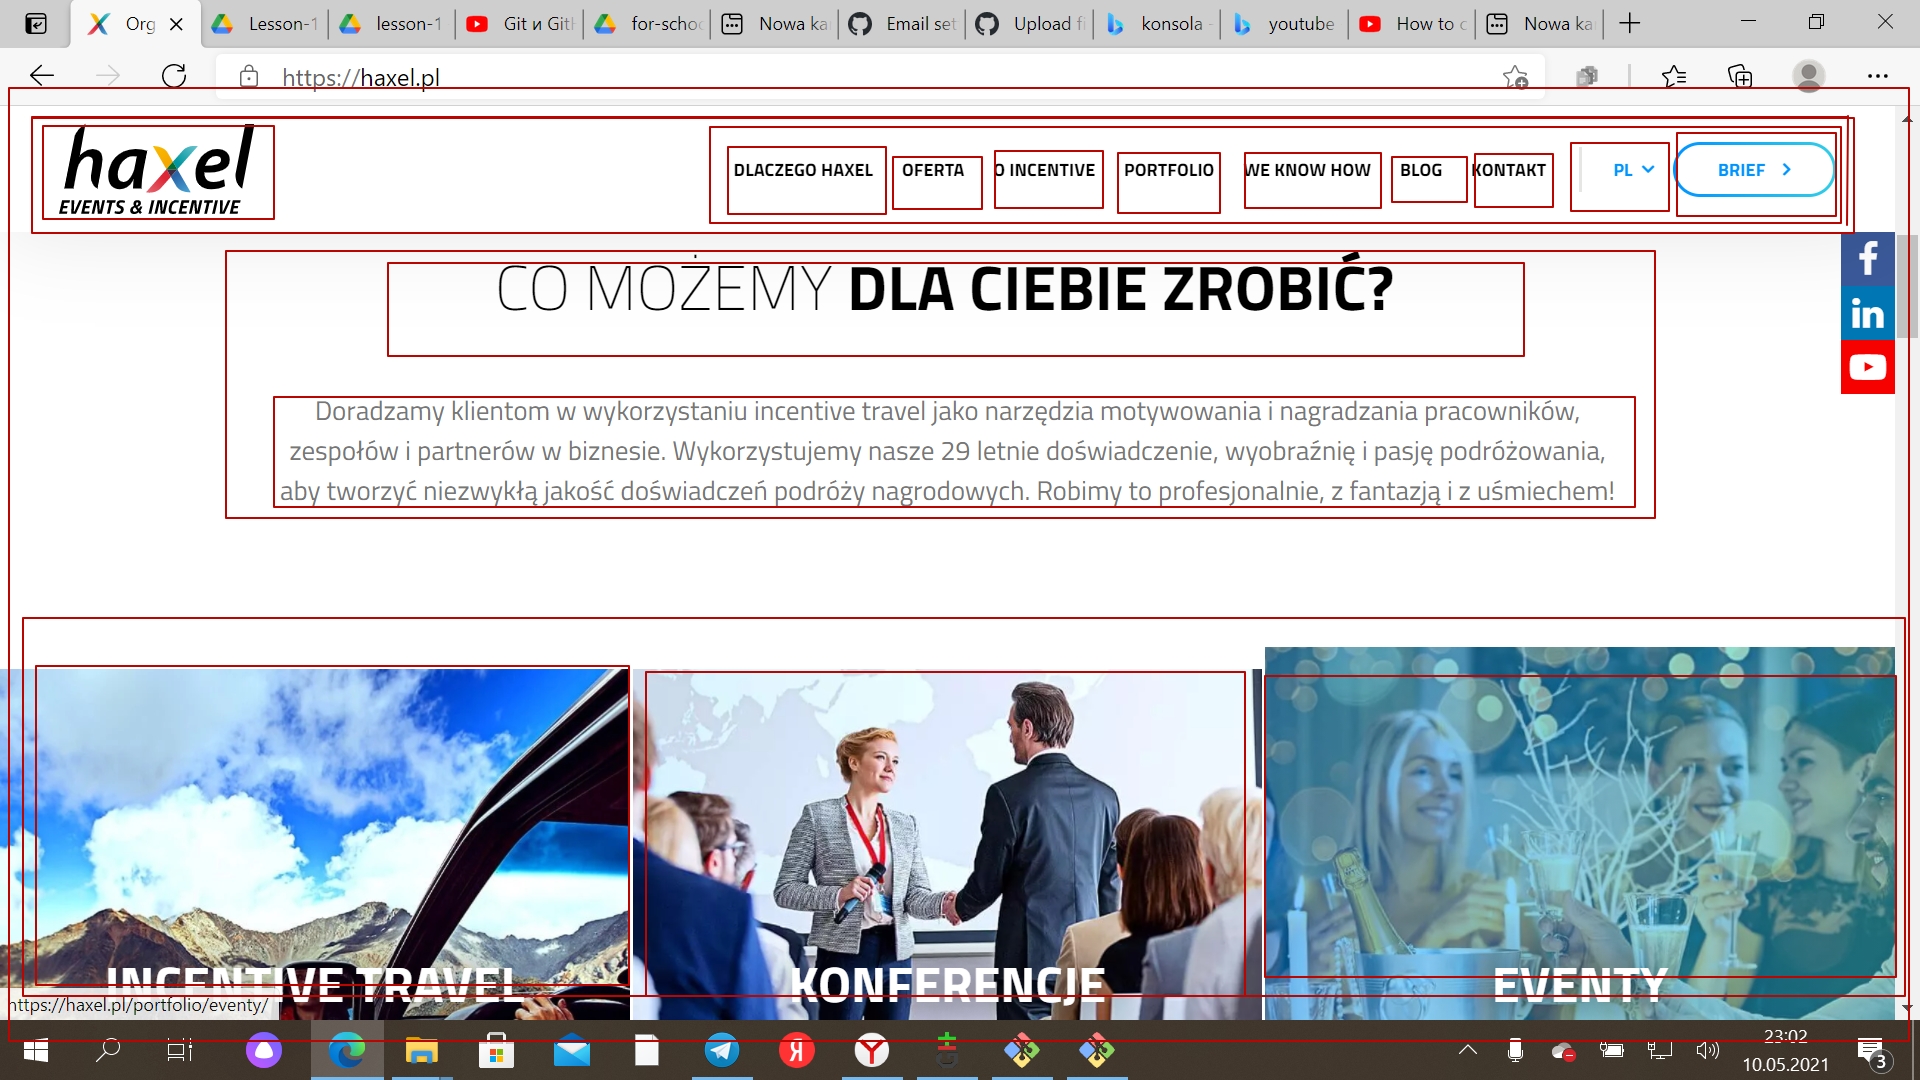 Org
Lesson-1
lesson-1
Git и Git
for-schoo
Nowa ka
Email set
Upload fi
konsola -
youtube
How to c
Nowa ka
https://haxel.pl
haxel
EVENTS & INCENTIVE
DLACZEGO HAXEL
OFERTA
O INCENTIVE
PORTFOLIO
WE KNOW HOW
BLOG
KONTAKT
PL
BRIEF
CO MOŻEMY DLA CIEBIE ZROBIĆ?
Doradzamy klientom w wykorzystaniu incentive travel jako narzędzia motywowania i nagradzania pracowników,
zespołów i partnerów w biznesie. Wykorzystujemy nasze 29 letnie doświadczenie, wyobraźnię i pasję podróżowania,
aby tworzyć niezwykłą jakość doświadczeń podróży nagrodowych. Robimy to profesjonalnie, z fantazją i z uśmiechem!
INCENTIVE TRAVEL
KONFERENCJE
EVENTY
https://haxel.pl/portfolio/eventy/
23:02
10.05.2021
3